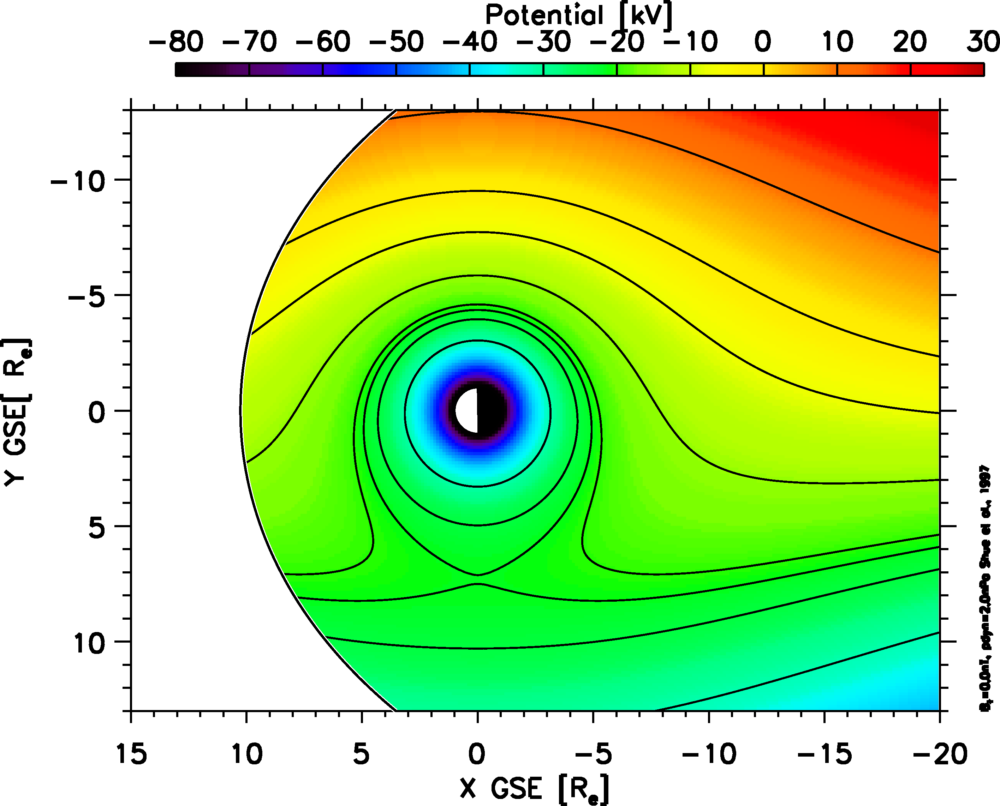 Potential [kV]
-80 -70 -60 -50 -40 -30 -20 -10 0 10 20 30
-10
-5
0
5
10
Y GSE[ Re]
15 10 5 0 -5 -10 -15 -20
X GSE [Re]
Bz=0.0nT, pdyn=2.0nPa Shue et al., 1997